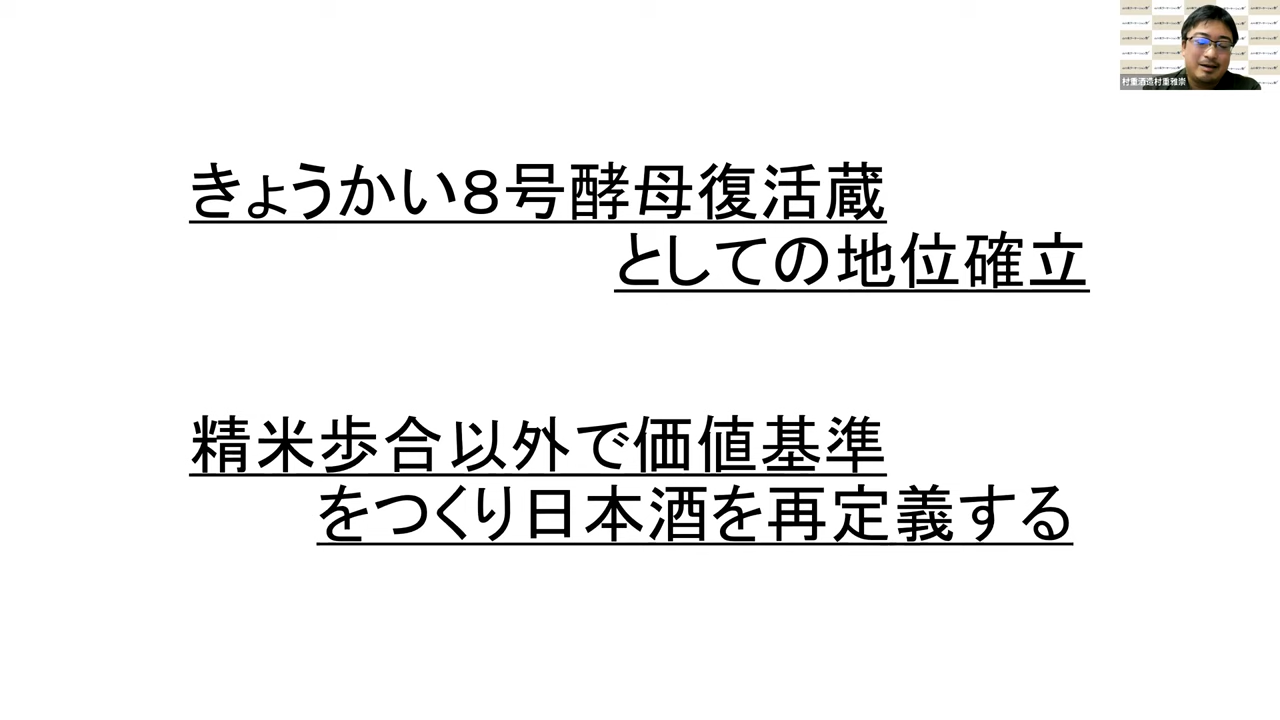 きょうかい８号酵母復活蔵
としての地位確立
精米歩合以外で価値基準
をつくり日本酒を再定義する
村重酒造村重雅崇